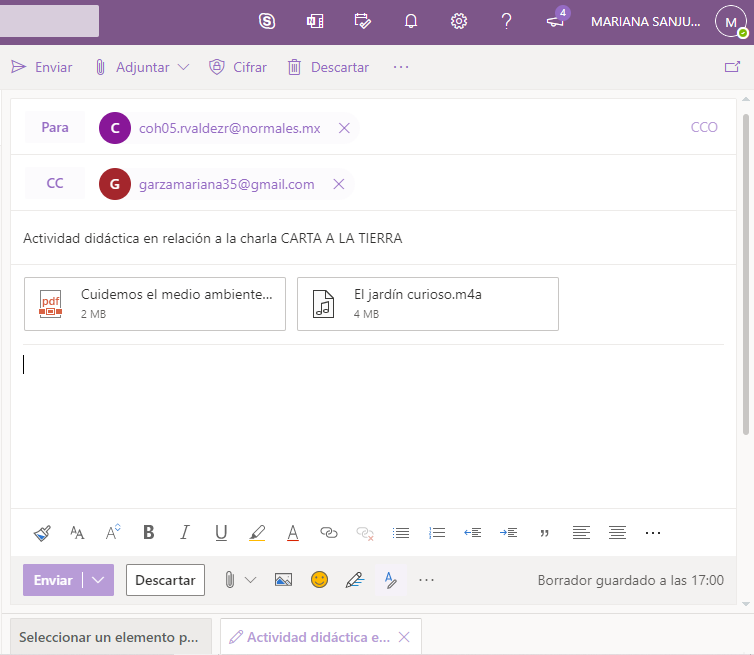 4
MARIANA SANJU...
M
Enviar Adjuntar Cifrar Descartar ...
Para C coh05.rvaldezr@normales.mx CCO
CC G garzamariana35@gmail.com
Actividad didáctica en relación a la charla CARTA A LA TIERRA
pdf
Cuidemos el medio ambiente...
2 MB
El jardín curioso.m4a
4 MB
B I U A ...
Enviar Descartar ... Borrador guardado a las 17:00
Seleccionar un elemento p... Actividad didáctica e...